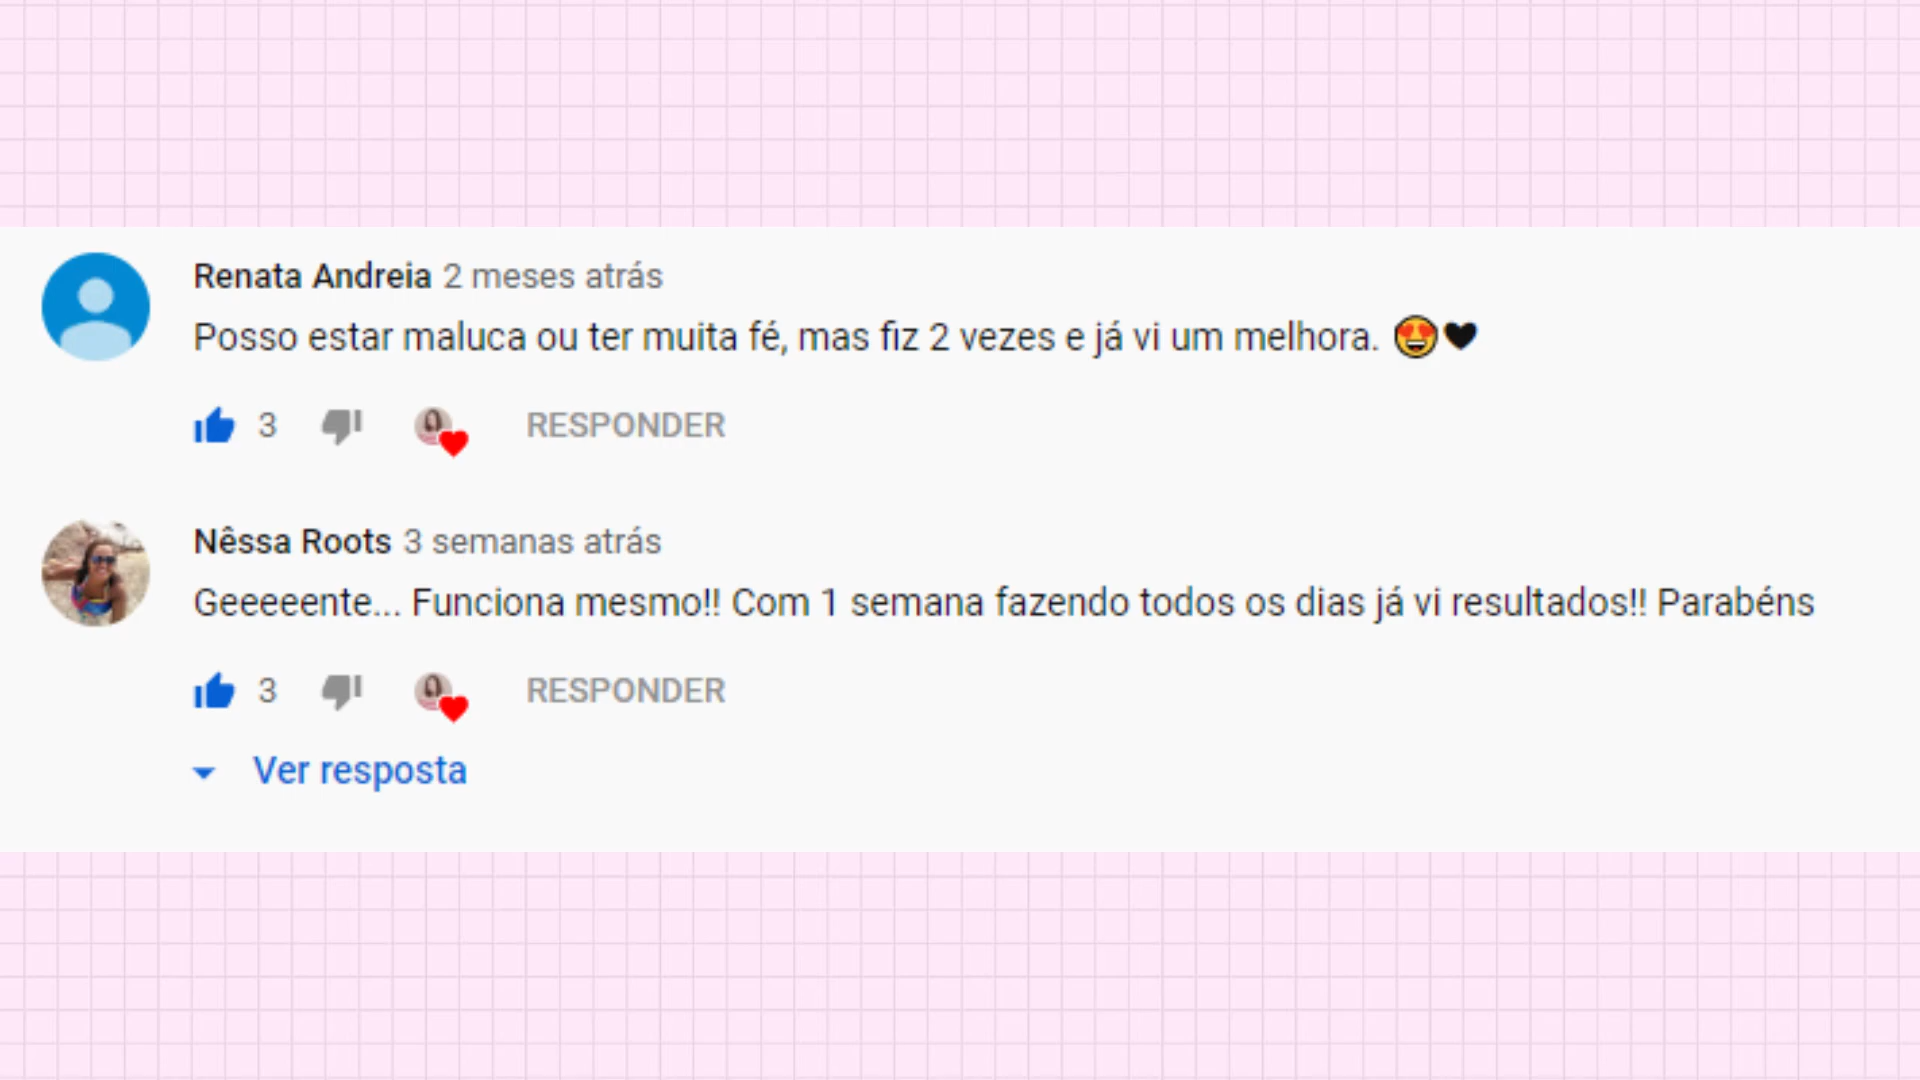 Renata Andreia 2 meses atrás
Posso estar maluca ou ter muita fé, mas fiz 2 vezes e já vi um melhora. 😍🖤
3 RESPONDER
Nêssa Roots 3 semanas atrás
Geeeeente... Funciona mesmo!! Com 1 semana fazendo todos os dias já vi resultados!! Parabéns
3 RESPONDER
Ver resposta